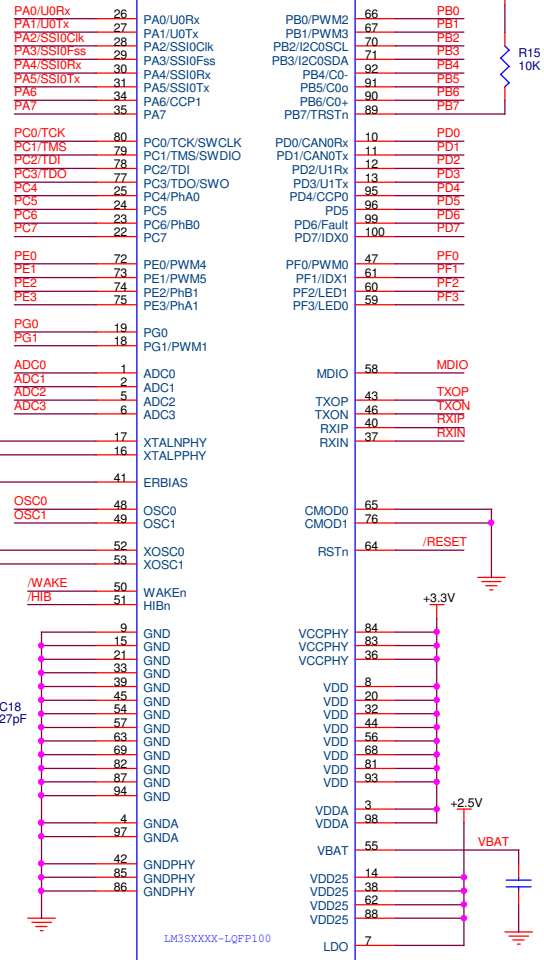 PA0/U0Rx 26 PA0/U0Rx PB0/PWM2 66 PB0
PA1/U0Tx 27 PA1/U0Tx PB1/PWM3 67 PB1
PA2/SSI0Clk 28 PA2/SSI0Clk PB2/I2C0SCL 70 PB2
PA3/SSI0Fss 29 PA3/SSI0Fss PB3/I2C0SDA 71 PB3
PA4/SSI0Rx 30 PA4/SSI0Rx PB4/C0- 92 PB4
PA5/SSI0Tx 31 PA5/SSI0Tx PB5/C0o 91 PB5
PA6 34 PA6/CCP1 PB6/C0+ 90 PB6
PA7 35 PA7 PB7/TRSTn 89 PB7
R15
10K
PC0/TCK 80 PC0/TCK/SWCLK PD0/CAN0Rx 10 PD0
PC1/TMS 79 PC1/TMS/SWDIO PD1/CAN0Tx 11 PD1
PC2/TDI 78 PC2/TDI PD2/U1Rx 12 PD2
PC3/TDO 77 PC3/TDO/SWO PD3/U1Tx 13 PD3
PC4 25 PC4/PhA0 PD4/CCP0 95 PD4
PC5 24 PC5 PD5 96 PD5
PC6 23 PC6/PhB0 PD6/Fault 99 PD6
PC7 22 PC7 PD7/IDX0 100 PD7
PE0 72 PE0/PWM4 PF0/PWM0 47 PF0
PE1 73 PE1/PWM5 PF1/IDX1 61 PF1
PE2 74 PE2/PhB1 PF2/LED1 60 PF2
PE3 75 PE3/PhA1 PF3/LED0 59 PF3
PG0 19 PG0
PG1 18 PG1/PWM1
ADC0 1 ADC0 MDIO 58 MDIO
ADC1 2 ADC1
ADC2 5 ADC2 TXOP 43 TXOP
ADC3 6 ADC3 TXON 46 TXON
RXIP 40 RXIP
17 XTALNPHY RXIN 37 RXIN
16 XTALPPHY
41 ERBIAS
OSC0 48 OSC0 CMOD0 65
OSC1 49 OSC1 CMOD1 76
52 XOSC0 RSTn 64 /RESET
53 XOSC1
/WAKE 50 WAKEn
/HIB 51 HIBn
+3.3V
9 GND VCCPHY 84
15 GND VCCPHY 83
21 GND VCCPHY 36
33 GND
39 GND VDD 8
45 GND VDD 20
54 GND VDD 32
57 GND VDD 44
63 GND VDD 56
69 GND VDD 68
82 GND VDD 81
87 GND VDD 93
94 GND
C18
27pF
VDDA 3
4 GNDA VDDA 98
97 GNDA
+2.5V
VBAT 55 VBAT
42 GNDPHY VDD25 14
85 GNDPHY VDD25 38
86 GNDPHY VDD25 62
VDD25 88
LM3SXXXX-LQFP100
LDO 7